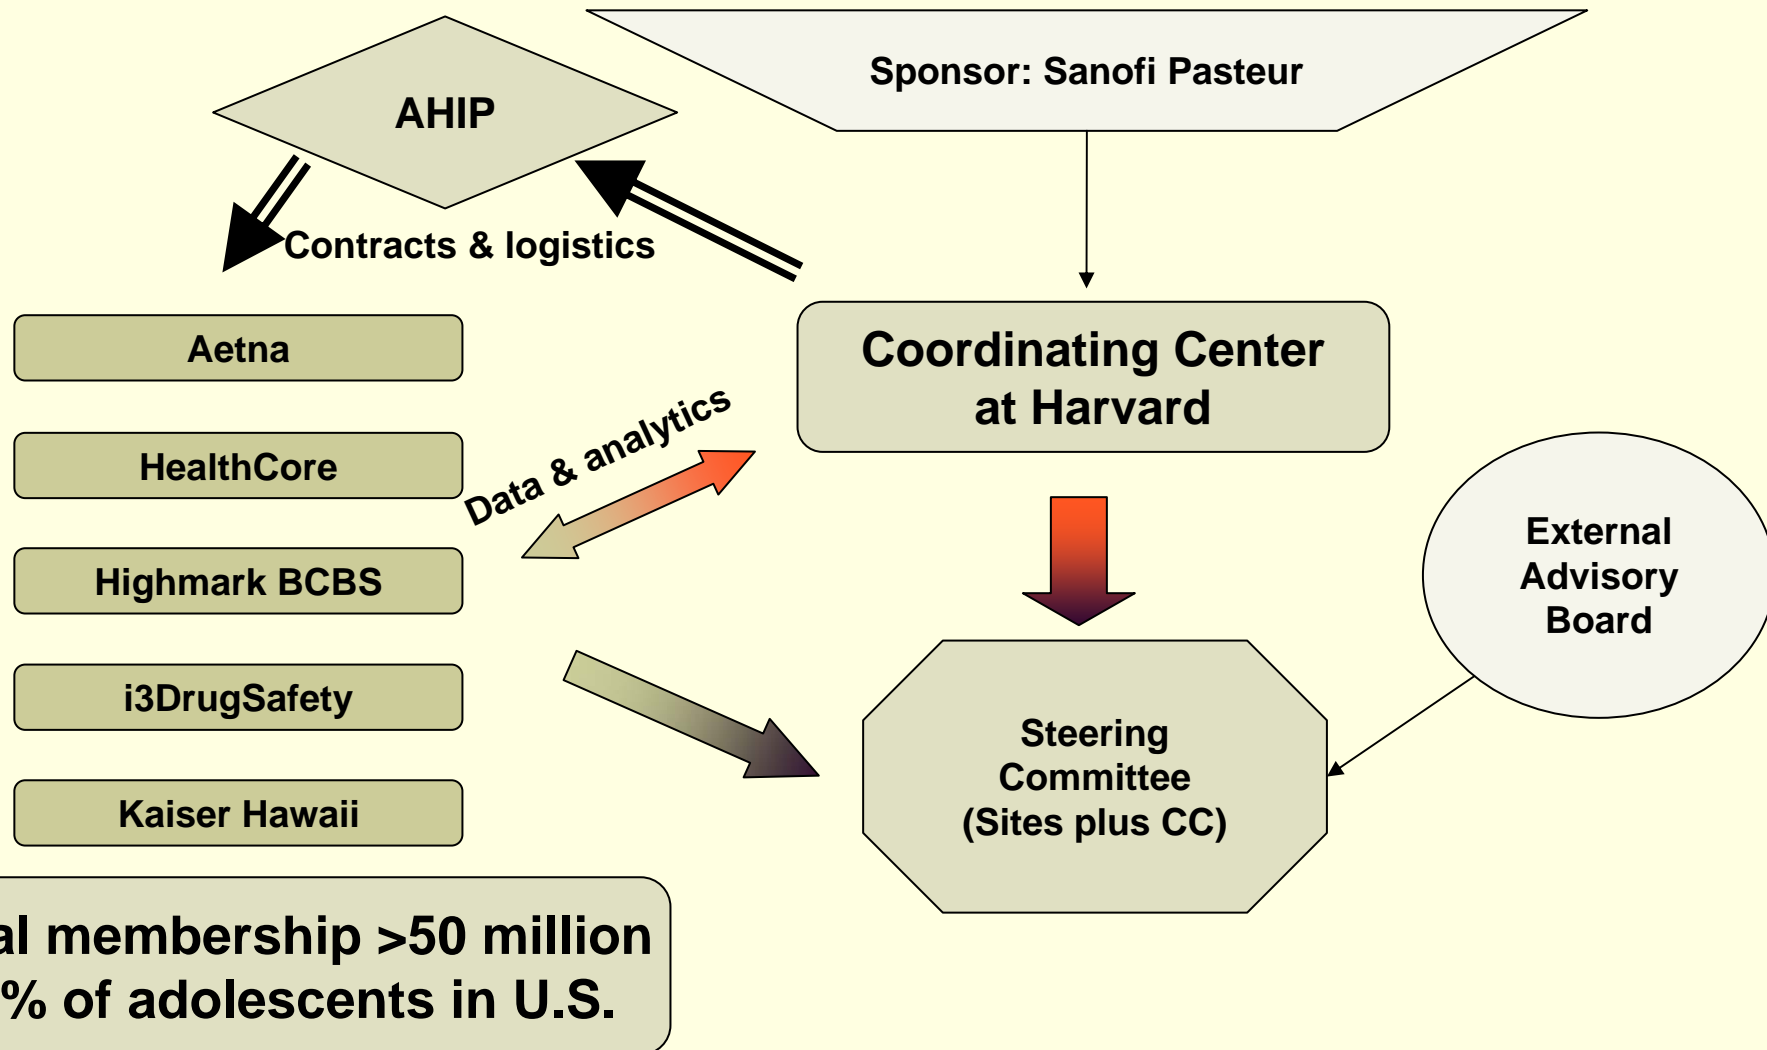 Sponsor: Sanofi Pasteur
AHIP
Contracts & logistics
Aetna
HealthCore
Highmark BCBS
i3DrugSafety
Kaiser Hawaii
Data & analytics
Coordinating Center
at Harvard
External
Advisory
Board
Steering
Committee
(Sites plus CC)
membership >50 million
% of adolescents in U.S.